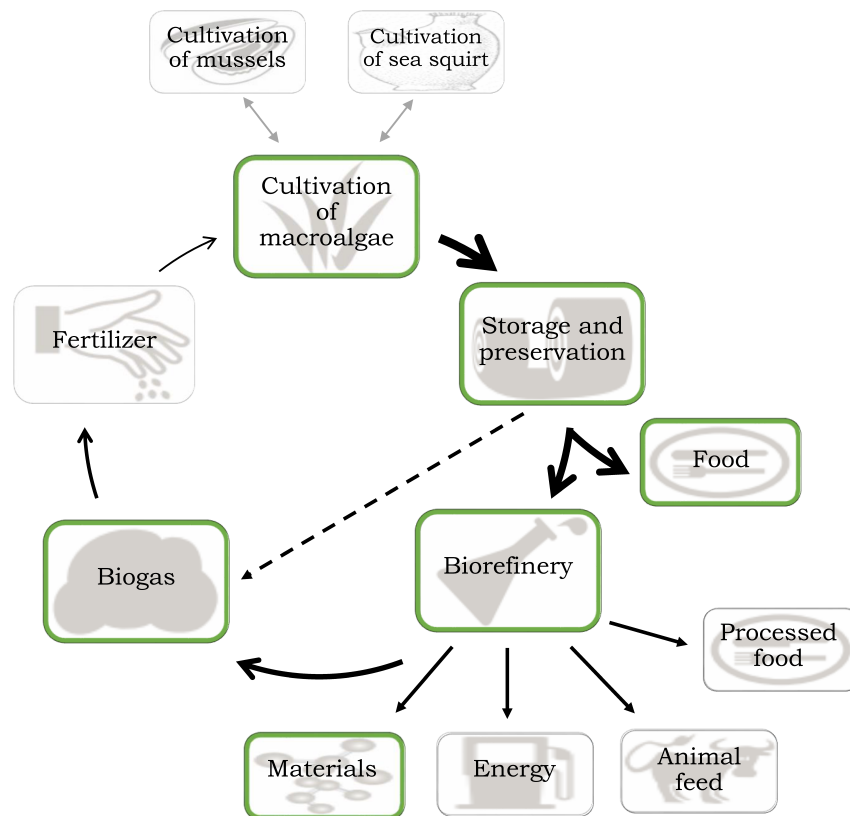 Cultivation
of mussels
Cultivation
of sea squirt
Cultivation
of
macroalgae
Fertilizer
Storage and
preservation
Food
Biogas
Biorefinery
Processed
food
Materials
Energy
Animal
feed